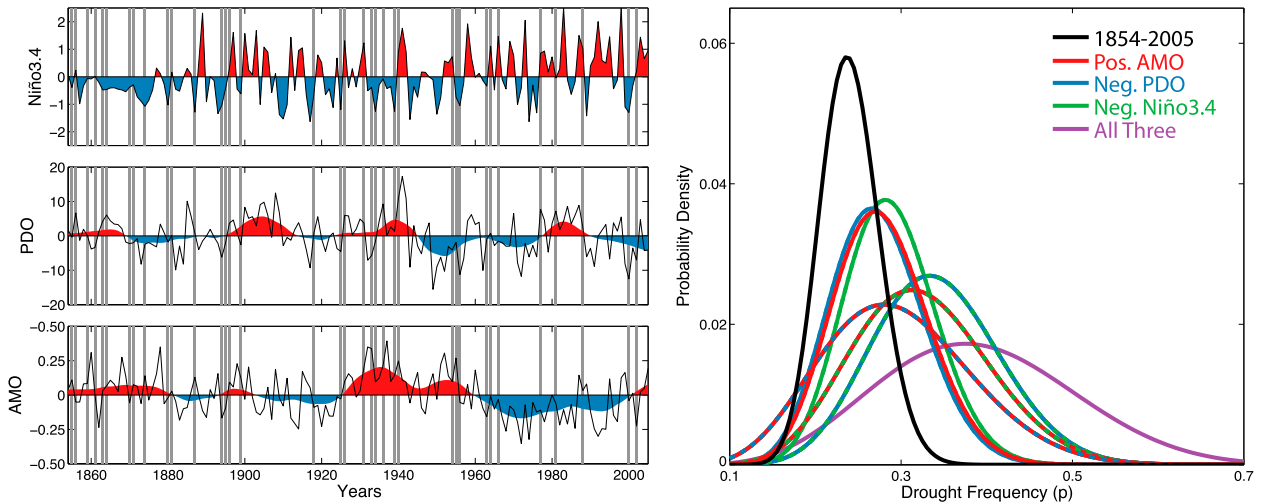 2
1
0
−1
−2
Niño3.4
20
10
0
−10
−20
PDO
−0.50
0.25
0
−0.25
−0.50
AMO
1860 1880 1900 1920 1940 1960 1980 2000
Years
0.06
0.04
0.02
0
Probability Density
1854-2005
Pos. AMO
Neg. PDO
Neg. Niño3.4
All Three
0.1 0.3 0.5 0.7
Drought Frequency (p)